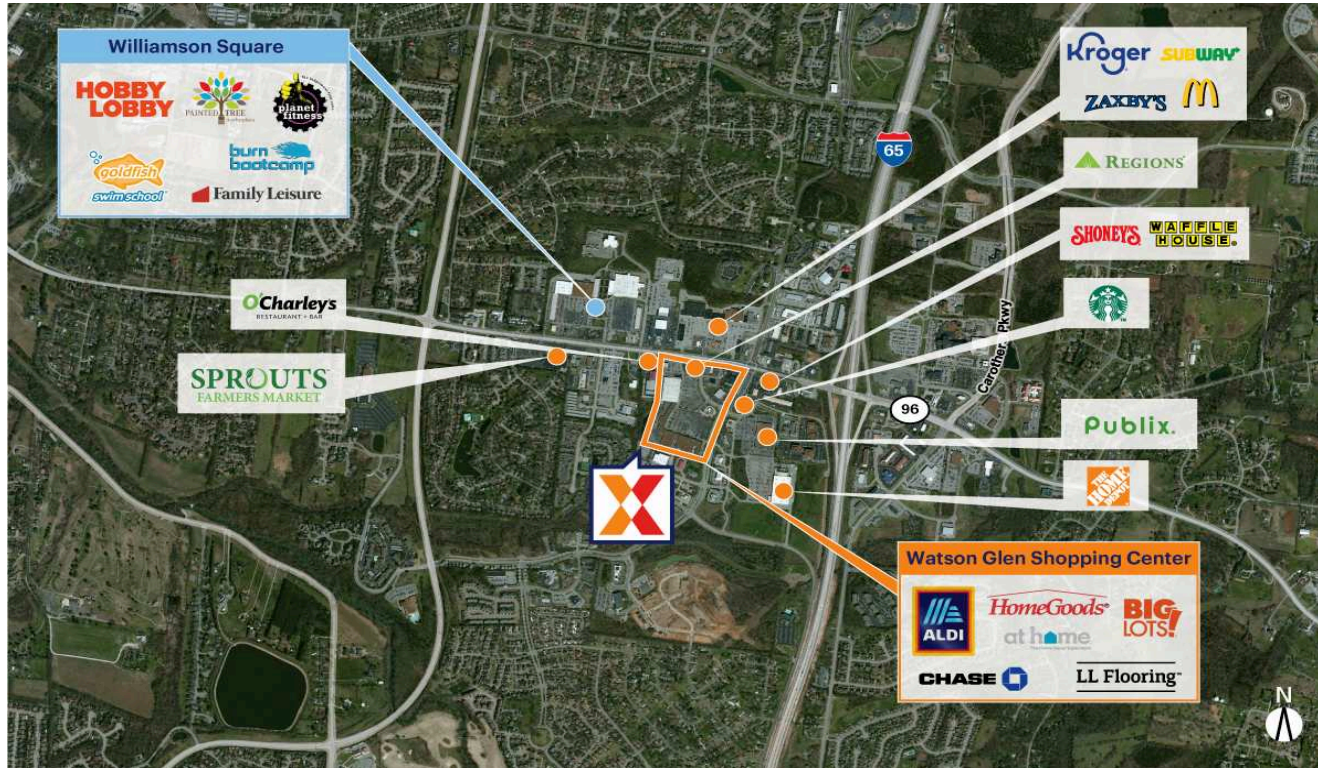 Williamson Square
HOBBY
LOBBY
PAINTED TREE
planet
fitness
goldfish
swim school
burn
bootcamp
Family Leisure
O'Charley's
RESTAURANT + BAR
SPROUTS
FARMERS MARKET
65
Kroger
SUBWAY
ZAXBY'S
REGIONS
SHONEY'S
WAFFLE
HOUSE
Carother Pkwy
96
Publix.
THE
HOME
DEPOT
Watson Glen Shopping Center
ALDI
HomeGoods
at home
BIG
LOTS!
CHASE
LL Flooring
N